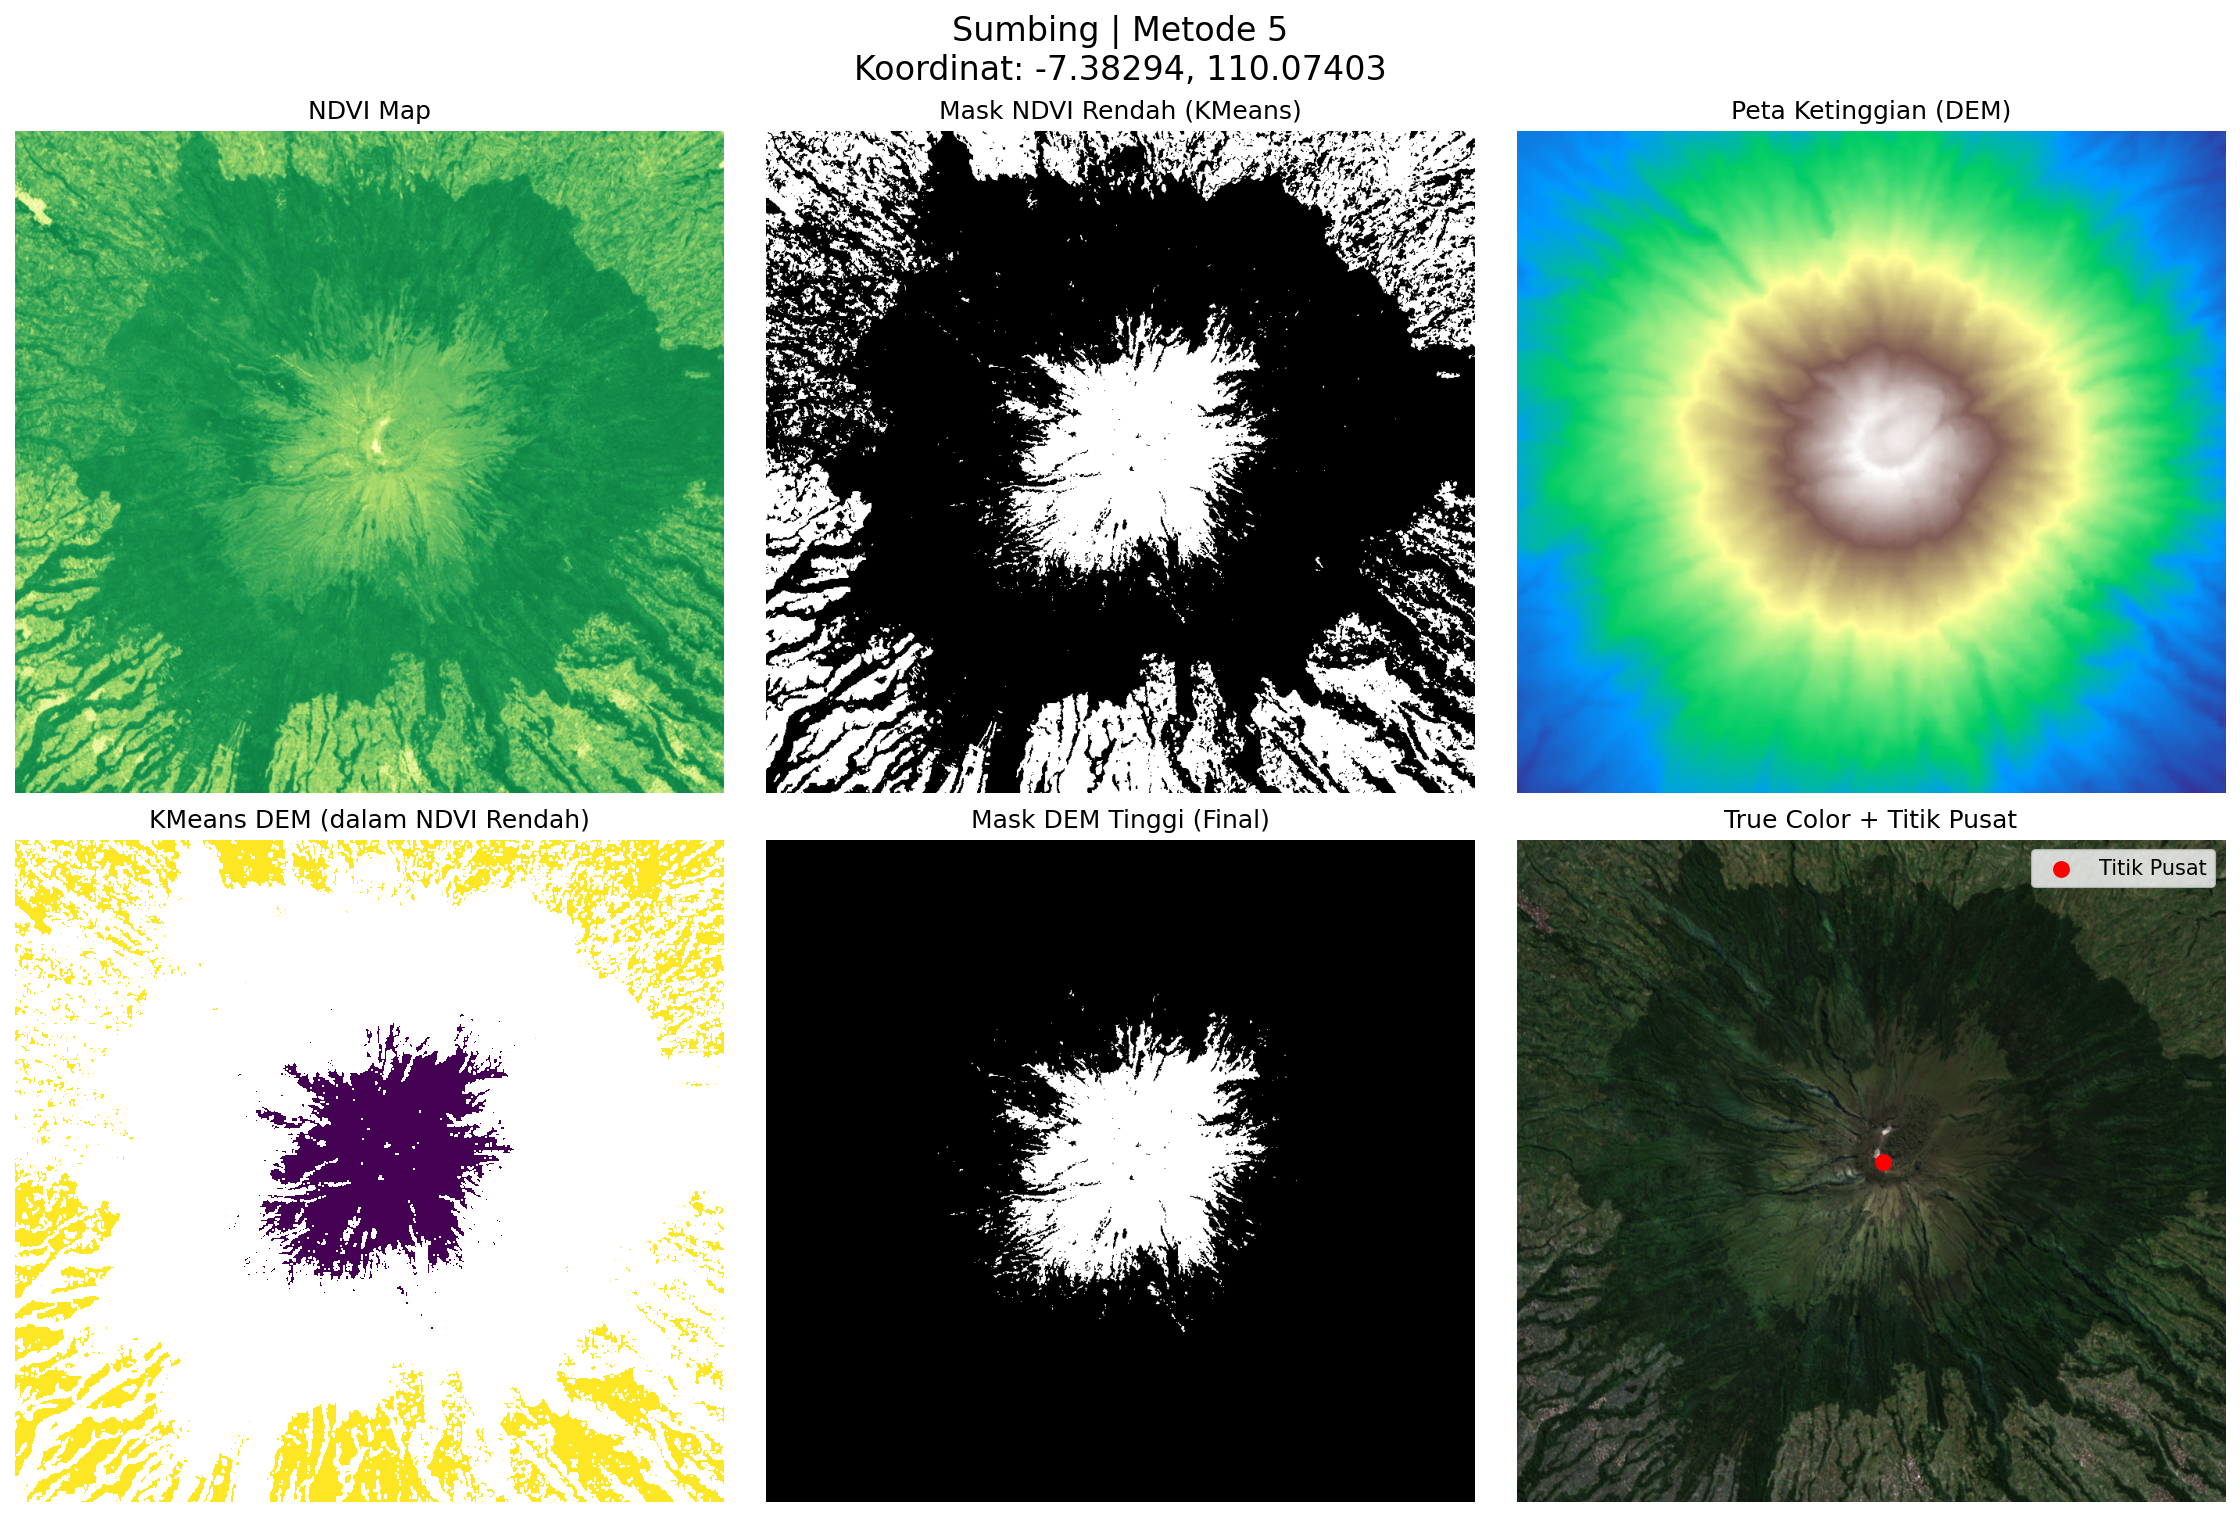 Sumbing | Metode 5
Koordinat: -7.38294, 110.07403
NDVI Map
Mask NDVI Rendah (KMeans)
Peta Ketinggian (DEM)
KMeans DEM (dalam NDVI Rendah)
Mask DEM Tinggi (Final)
True Color + Titik Pusat
Titik Pusat